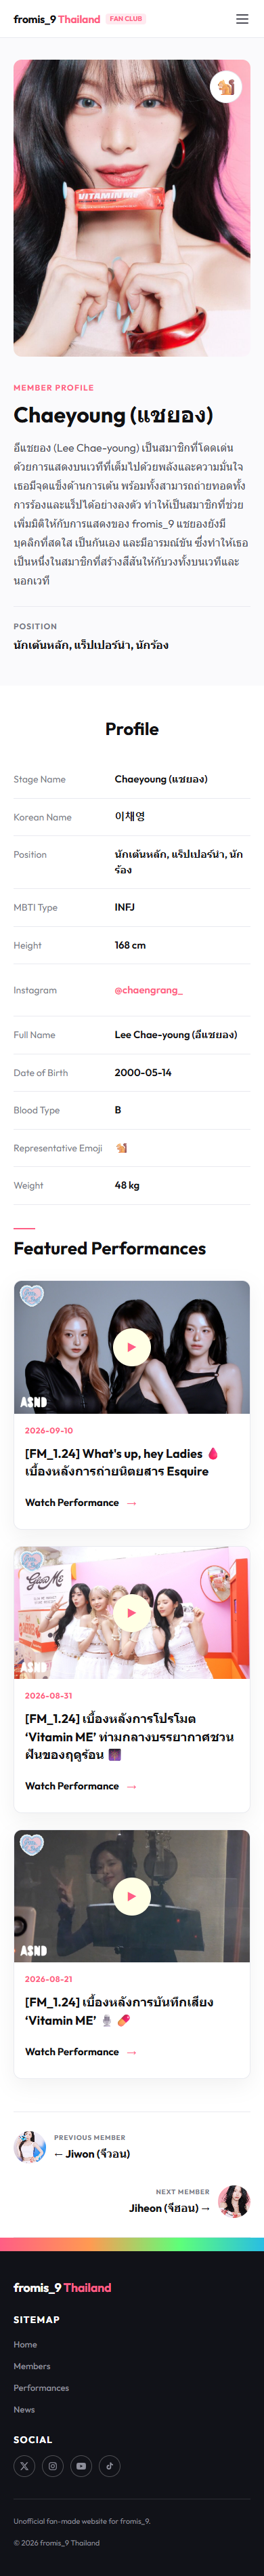 fromis_9 Thailand FAN CLUB
VITAMIN ME
MEMBER PROFILE
Chaeyoung (แชยอง)
อีแชยอง (Lee Chae-young) เป็นสมาชิกที่โดดเด่น
ด้วยการแสดงบนเวทีที่เต็มไปด้วยพลังและความมั่นใจ
เธอมีจุดแข็งด้านการเต้น พร้อมทั้งสามารถถ่ายทอดทั้ง
การร้องและแร็ปได้อย่างลงตัว ทำให้เป็นสมาชิกที่ช่วย
เพิ่มมิติให้กับการแสดงของ fromis_9 แชยองยังมี
บุคลิกที่สดใส เป็นกันเอง และมีอารมณ์ขัน ซึ่งทำให้เธอ
เป็นหนึ่งในสมาชิกที่สร้างสีสันให้กับวงทั้งบนเวทีและ
นอกเวที
POSITION
นักเต้นหลัก, แร็ปเปอร์นำ, นักร้อง
Profile
Stage Name Chaeyoung (แชยอง)
Korean Name 이채영
Position นักเต้นหลัก, แร็ปเปอร์นำ, นัก
ร้อง
MBTI Type INFJ
Height 168 cm
Instagram @chaengrang_
Full Name Lee Chae-young (อีแชยอง)
Date of Birth 2000-05-14
Blood Type B
Representative Emoji 🐿️
Weight 48 kg
Featured Performances
ASND
2026-09-10
[FM_1.24] What's up, hey Ladies 🩸
เบื้องหลังการถ่ายนิตยสาร Esquire
Watch Performance →
Glow Me
ASND
2026-08-31
[FM_1.24] เบื้องหลังการโปรโมต
‘Vitamin ME’ ท่ามกลางบรรยากาศชวน
ฝันของฤดูร้อน 🌆
Watch Performance →
ASND
2026-08-21
[FM_1.24] เบื้องหลังการบันทึกเสียง
‘Vitamin ME’ 🎙️ 💊
Watch Performance →
PREVIOUS MEMBER
← Jiwon (จีวอน)
NEXT MEMBER
Jiheon (จีฮอน) →
fromis_9 Thailand
SITEMAP
Home
Members
Performances
News
SOCIAL
Unofficial fan-made website for fromis_9.
© 2026 fromis_9 Thailand